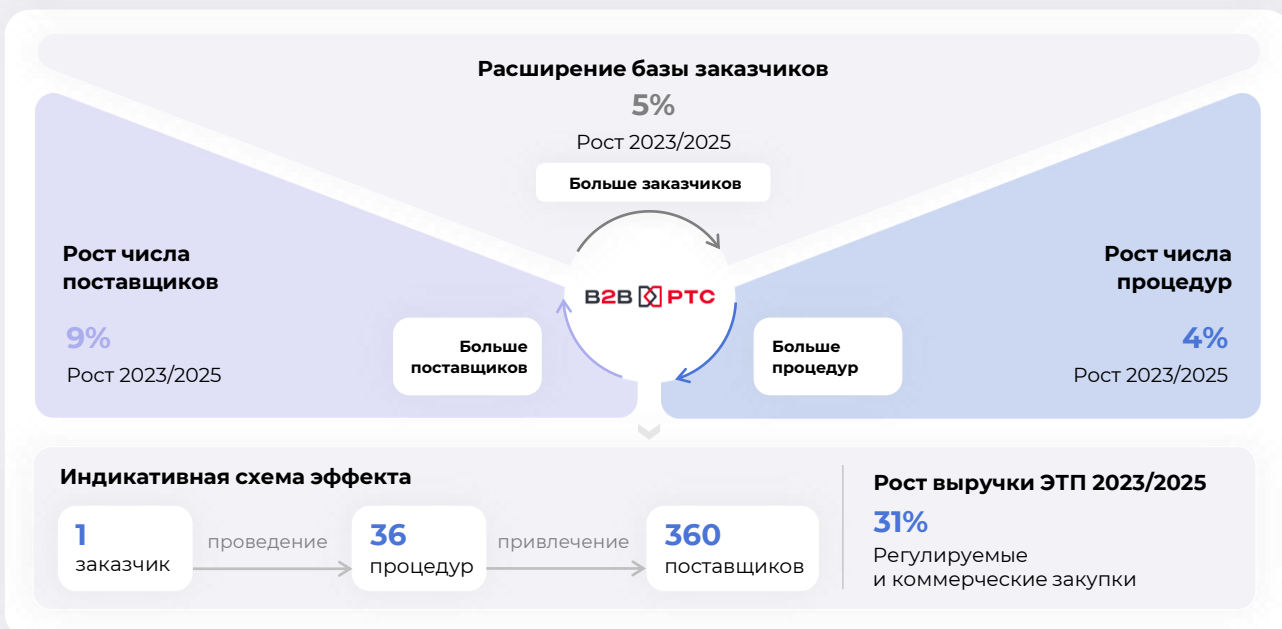 Расширение базы заказчиков
5%
Рост 2023/2025
Больше заказчиков
Рост числа
поставщиков
9%
Рост 2023/2025
Больше
поставщиков
B2B РТС
Больше
процедур
Рост числа
процедур
4%
Рост 2023/2025
Индикативная схема эффекта
1
заказчик
проведение
36
процедур
привлечение
360
поставщиков
Рост выручки ЭТП 2023/2025
31%
Регулируемые
и коммерческие закупки